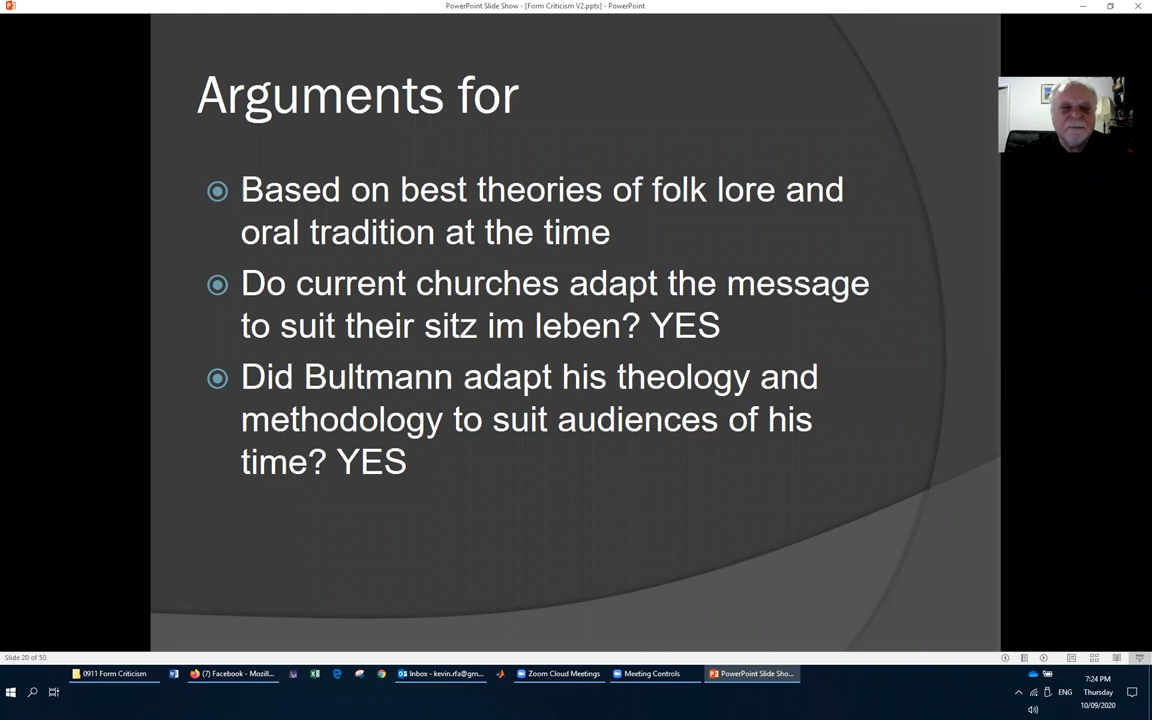 PowerPoint Slide Show - [Form Criticism V2.pptx] - PowerPoint
Arguments for
Based on best theories of folk lore and
oral tradition at the time
Do current churches adapt the message
to suit their sitz im leben? YES
Did Bultmann adapt his theology and
methodology to suit audiences of his
time? YES
Slide 20 of 50
0911 Form Criticism
(7) Facebook - Mozill...
Inbox - kevin.rfa@gm...
Zoom Cloud Meetings
Meeting Controls
PowerPoint Slide Sho...
ENG
7:24 PM
Thursday
10/09/2020